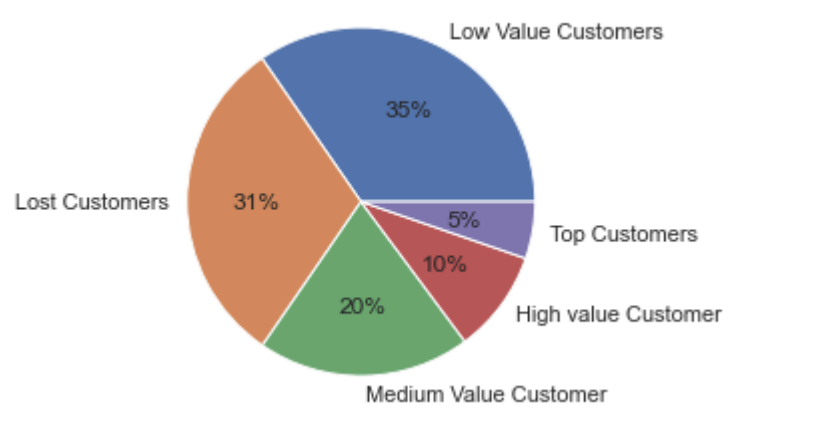 Low Value Customers
35%
Lost Customers
31%
5%
Top Customers
10%
High value Customer
20%
Medium Value Customer